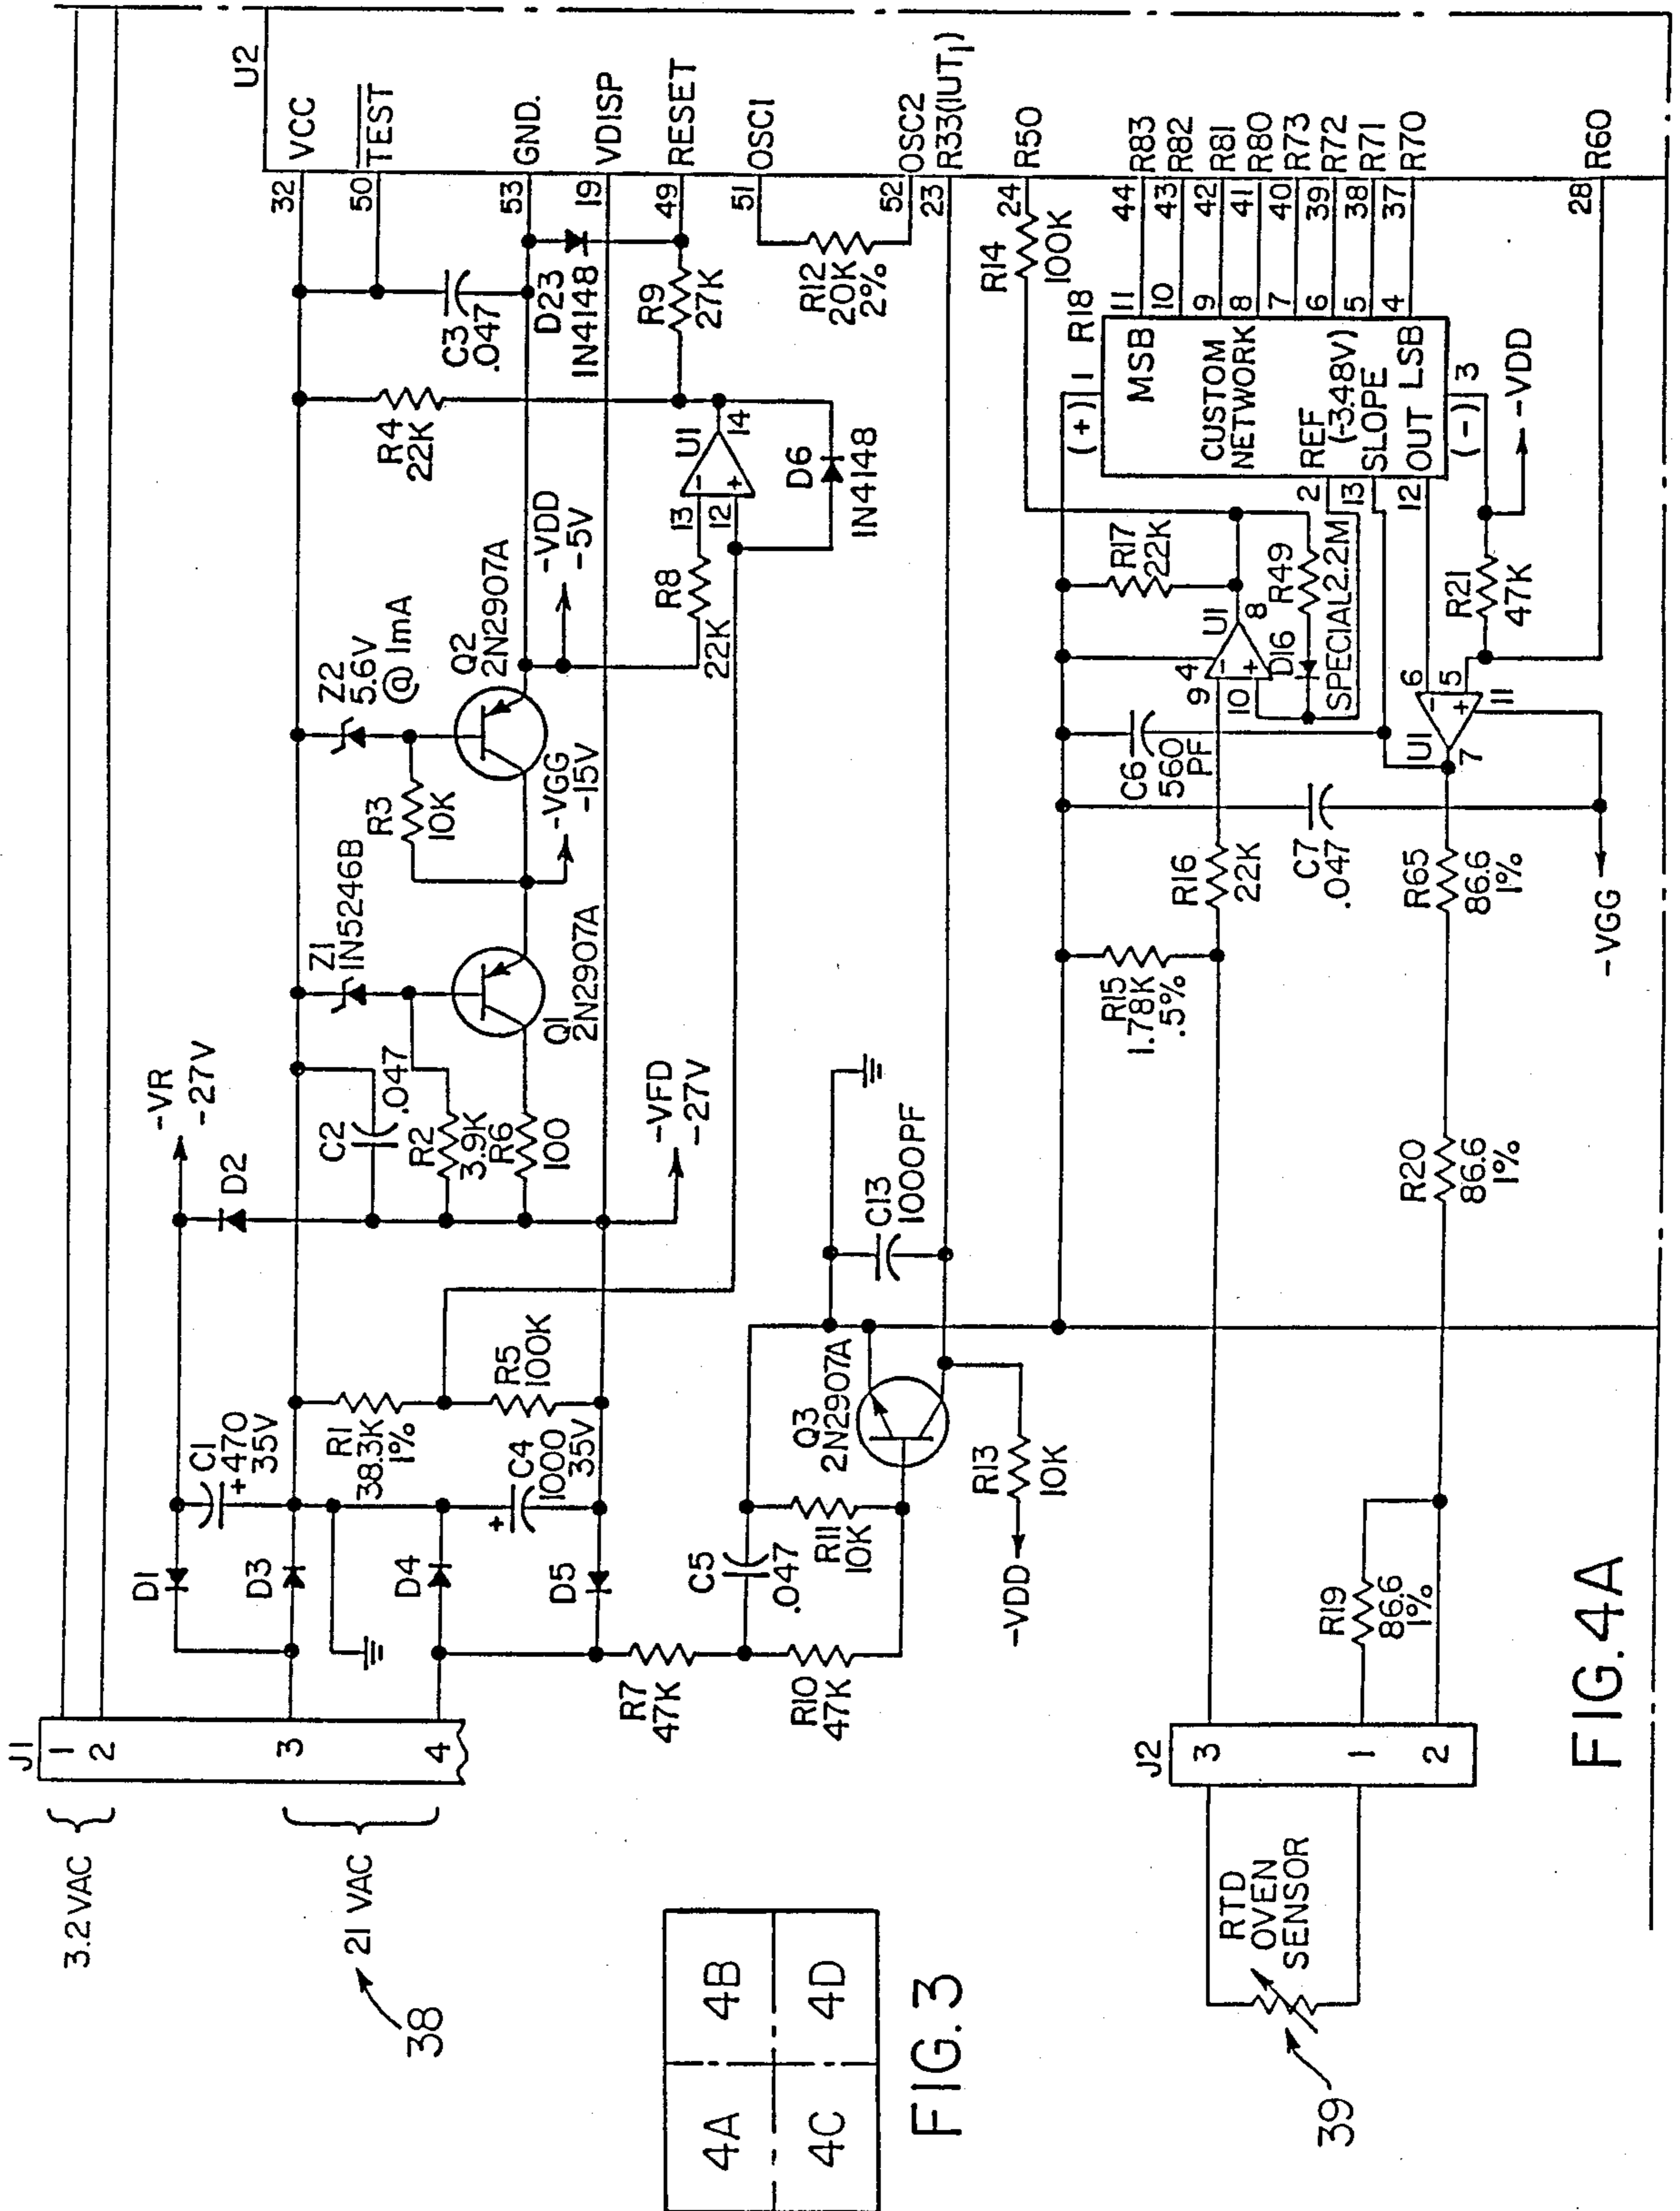 3.2 VAC
J1
1
2
3
4
21 VAC
38
D1
C1
+470
35V
D3
D4
R1
38.3K
1%
+
C4
1000
35V
R5
100K
D5
-VR
-27V
D2
C2
.047
R2
3.9K
R6
100
-VFD
-27V
Z1
1N5246B
Q1
2N2907A
R3
10K
-VGG
-15V
Z2
5.6V
@ 1mA
Q2
2N2907A
-VDD
-5V
R8
22K
R4
22K
13
12
-
+
U1
14
D6
1N4148
C3
.047
D23
1N4148
R9
27K
R12
20K
2%
U2
32
VCC
50
TEST
53
GND.
19
VDISP
49
RESET
51
OSC1
52
OSC2
23
R33(1UT1)
24
R50
44
R83
43
R82
42
R81
41
R80
40
R73
39
R72
38
R71
37
R70
28
R60
R7
47K
C5
.047
R10
47K
R11
10K
Q3
2N2907A
-VDD
R13
10K
C13
1000PF
R14
100K
R15
1.78K
.5%
R16
22K
C6
560
PF
C7
.047
4
9
10
-
+
U1
8
R17
22K
D16
R49
SPECIAL 2.2M
(+)
1
R18
MSB
CUSTOM
NETWORK
REF
(-3.48V)
SLOPE
OUT
LSB
11
10
9
8
7
6
5
4
2
13
12
(-)
3
-VDD
R21
47K
6
5
-
+
11
U1
7
R65
86.6
1%
-VGG
R20
86.6
1%
R19
86.6
1%
J2
3
1
2
RTD
OVEN
SENSOR
39
4A
4B
4C
4D
FIG.3
FIG.4A